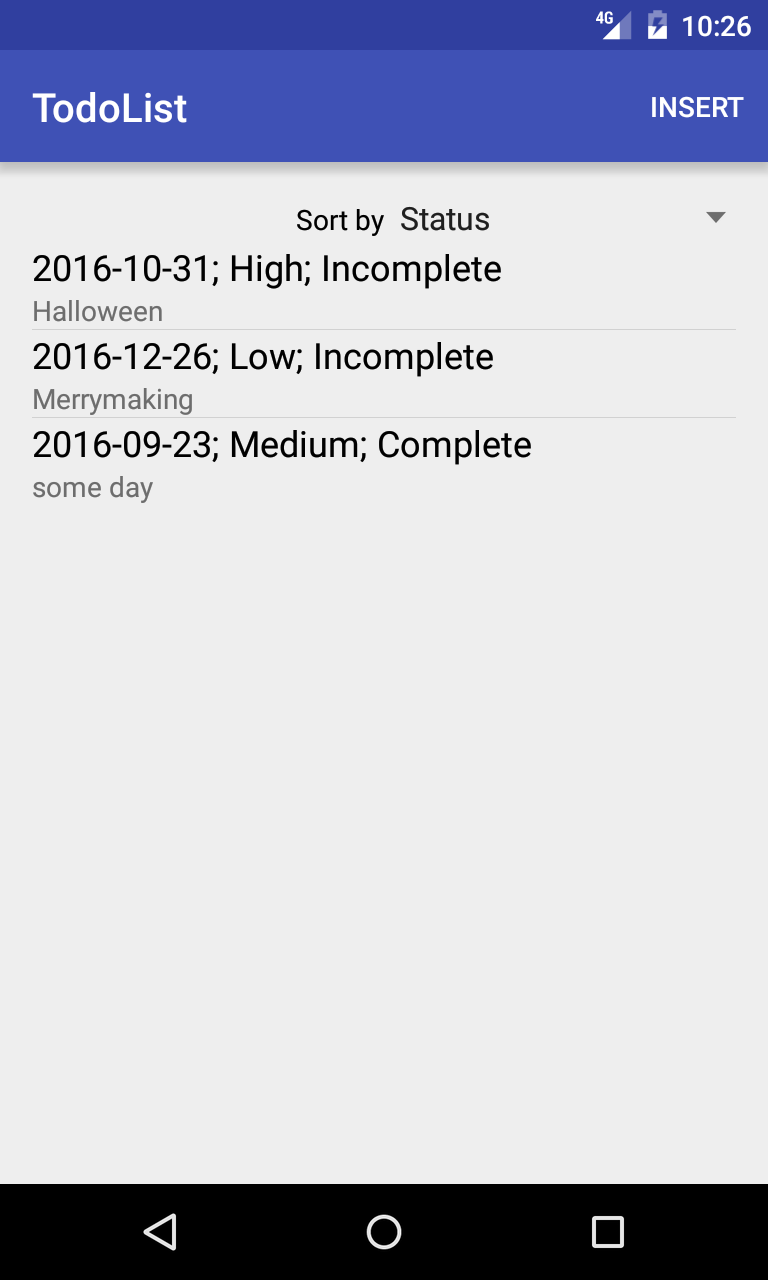 4G 10:26
TodoList INSERT
Sort by Status
2016-10-31; High; Incomplete
Halloween
2016-12-26; Low; Incomplete
Merrymaking
2016-09-23; Medium; Complete
some day